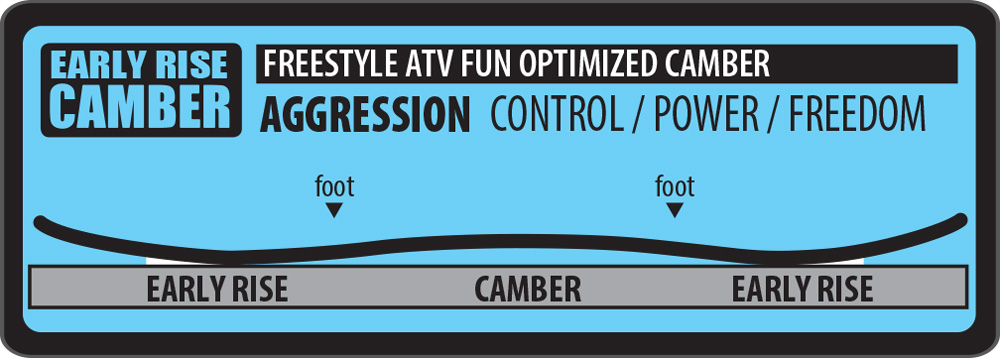 EARLY RISE
CAMBER
FREESTYLE ATV FUN OPTIMIZED CAMBER
AGGRESSION CONTROL / POWER / FREEDOM
foot foot
EARLY RISE CAMBER EARLY RISE